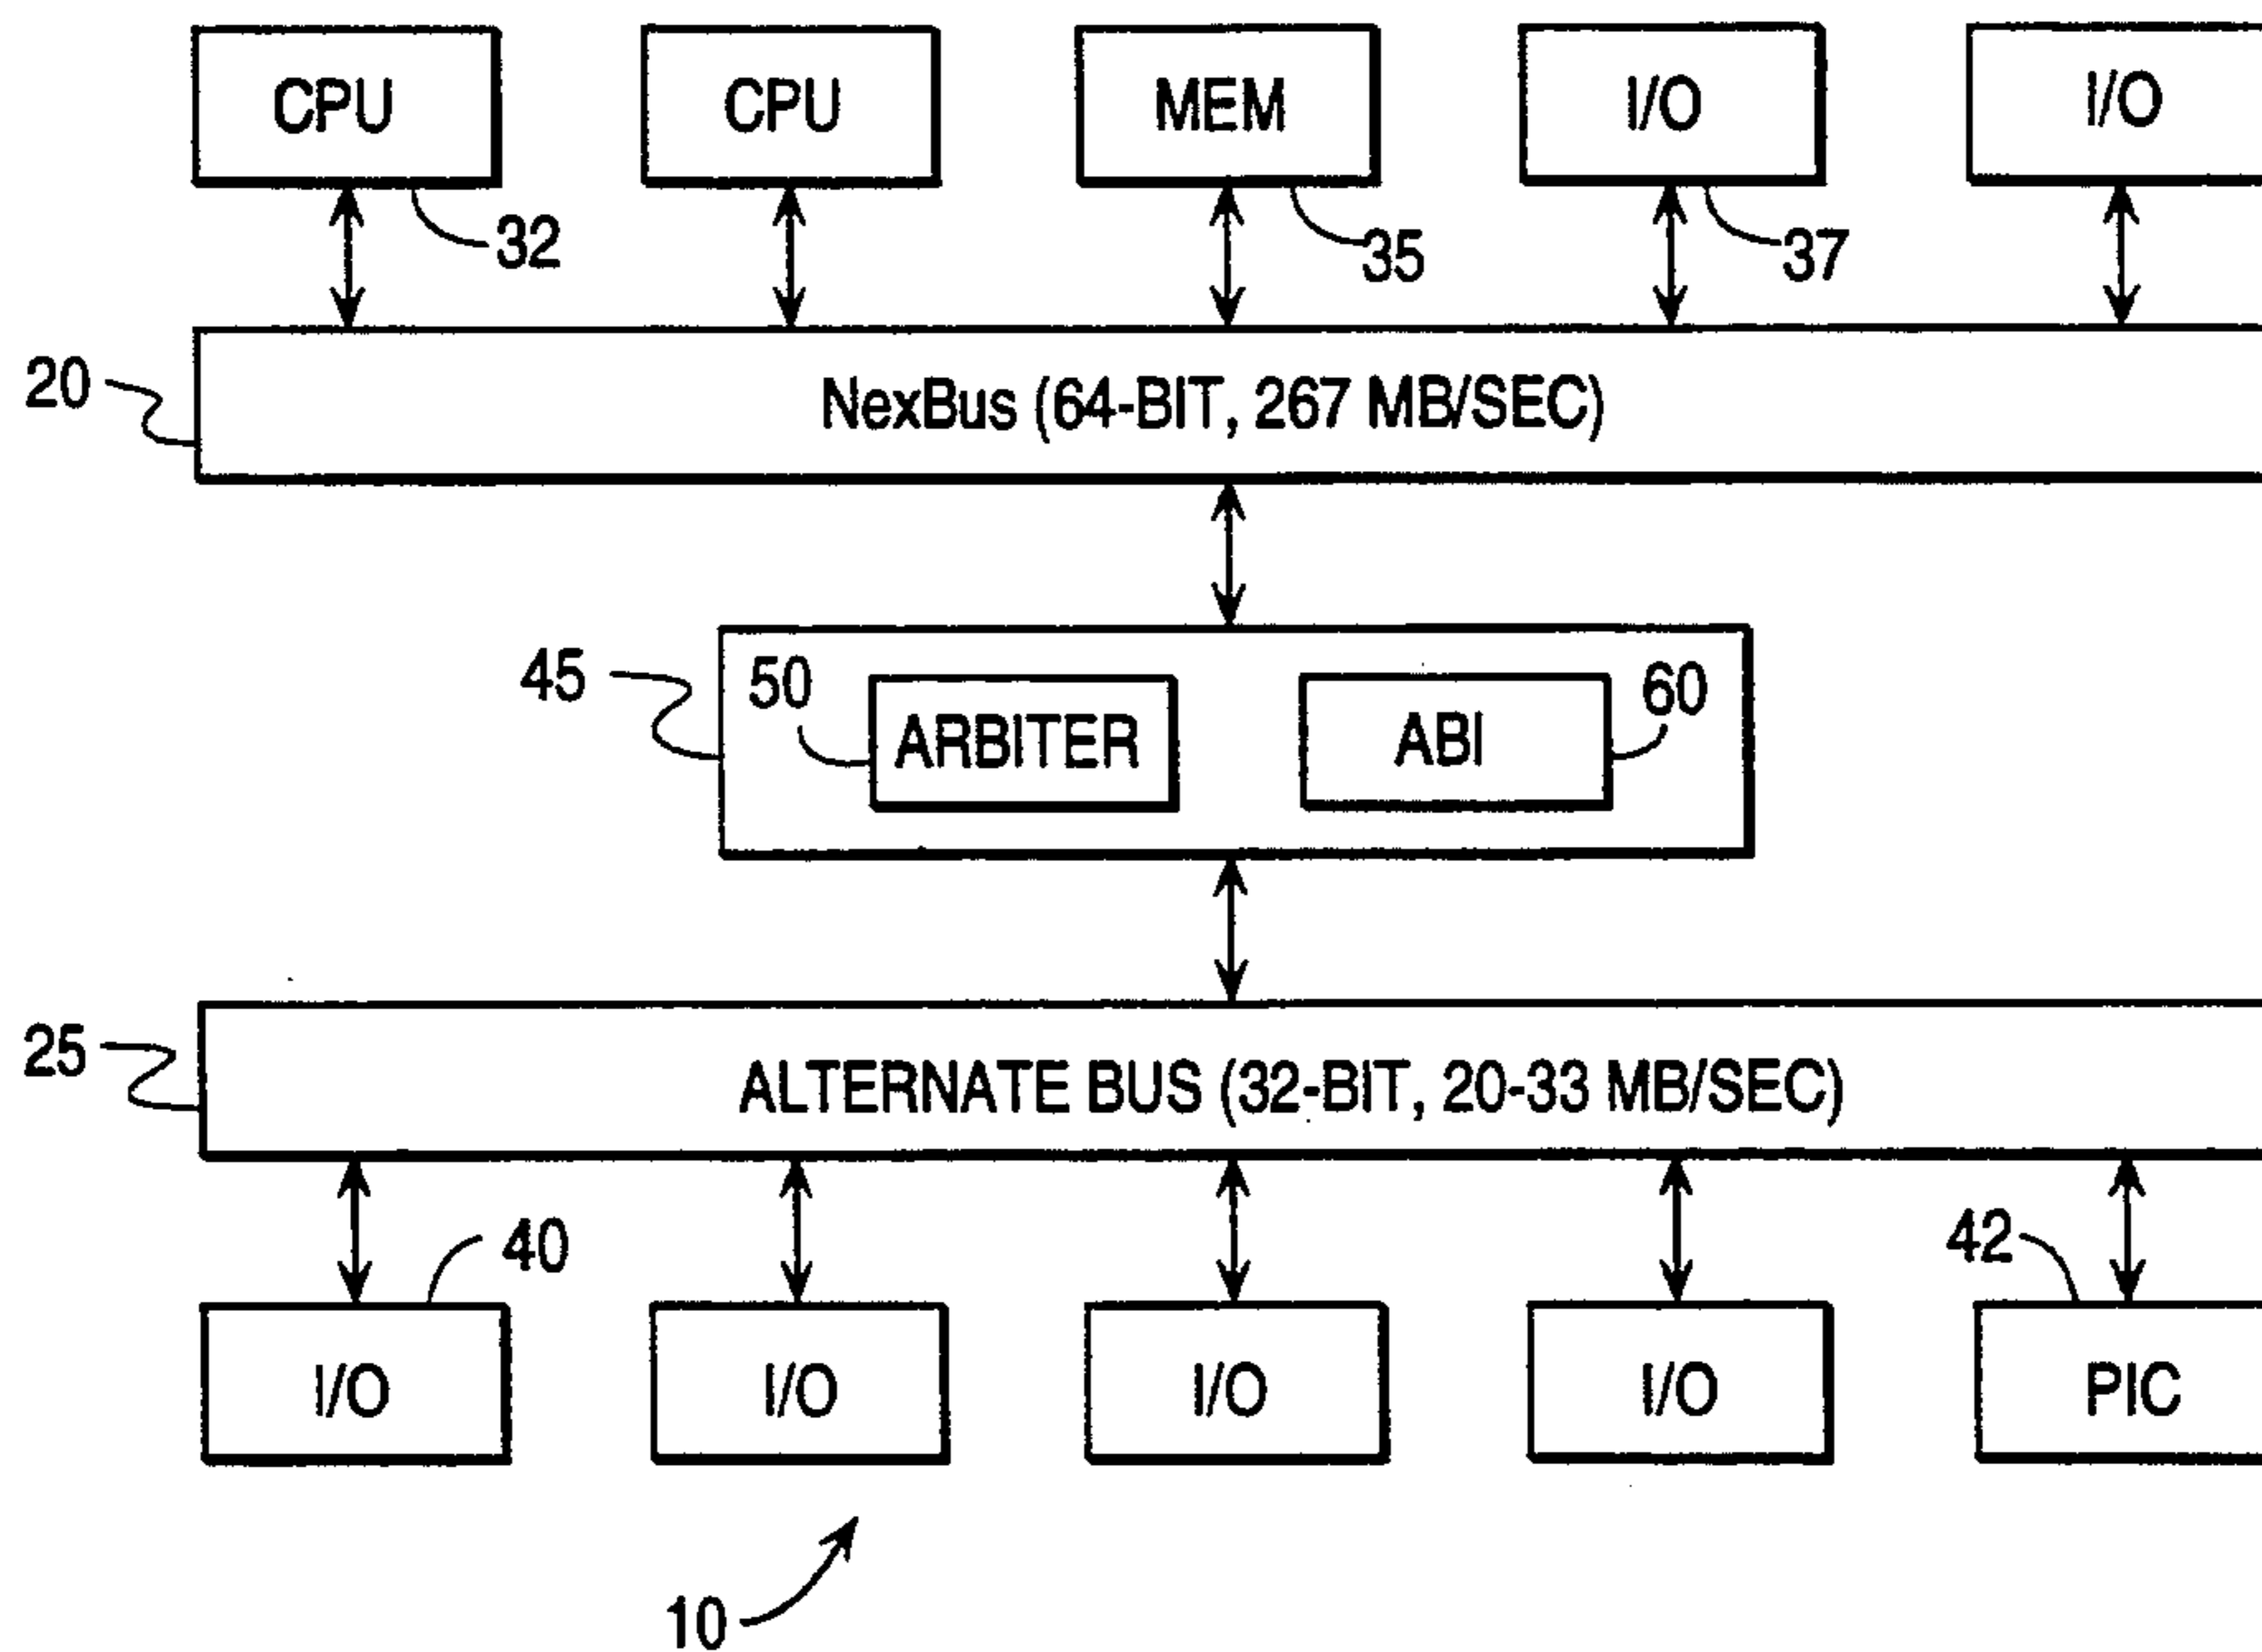 CPU CPU MEM I/O I/O
32 35 37
20
NexBus (64-BIT, 267 MB/SEC)
45 50 ARBITER ABI 60
25
ALTERNATE BUS (32-BIT, 20-33 MB/SEC)
40 42
I/O I/O I/O I/O PIC
10